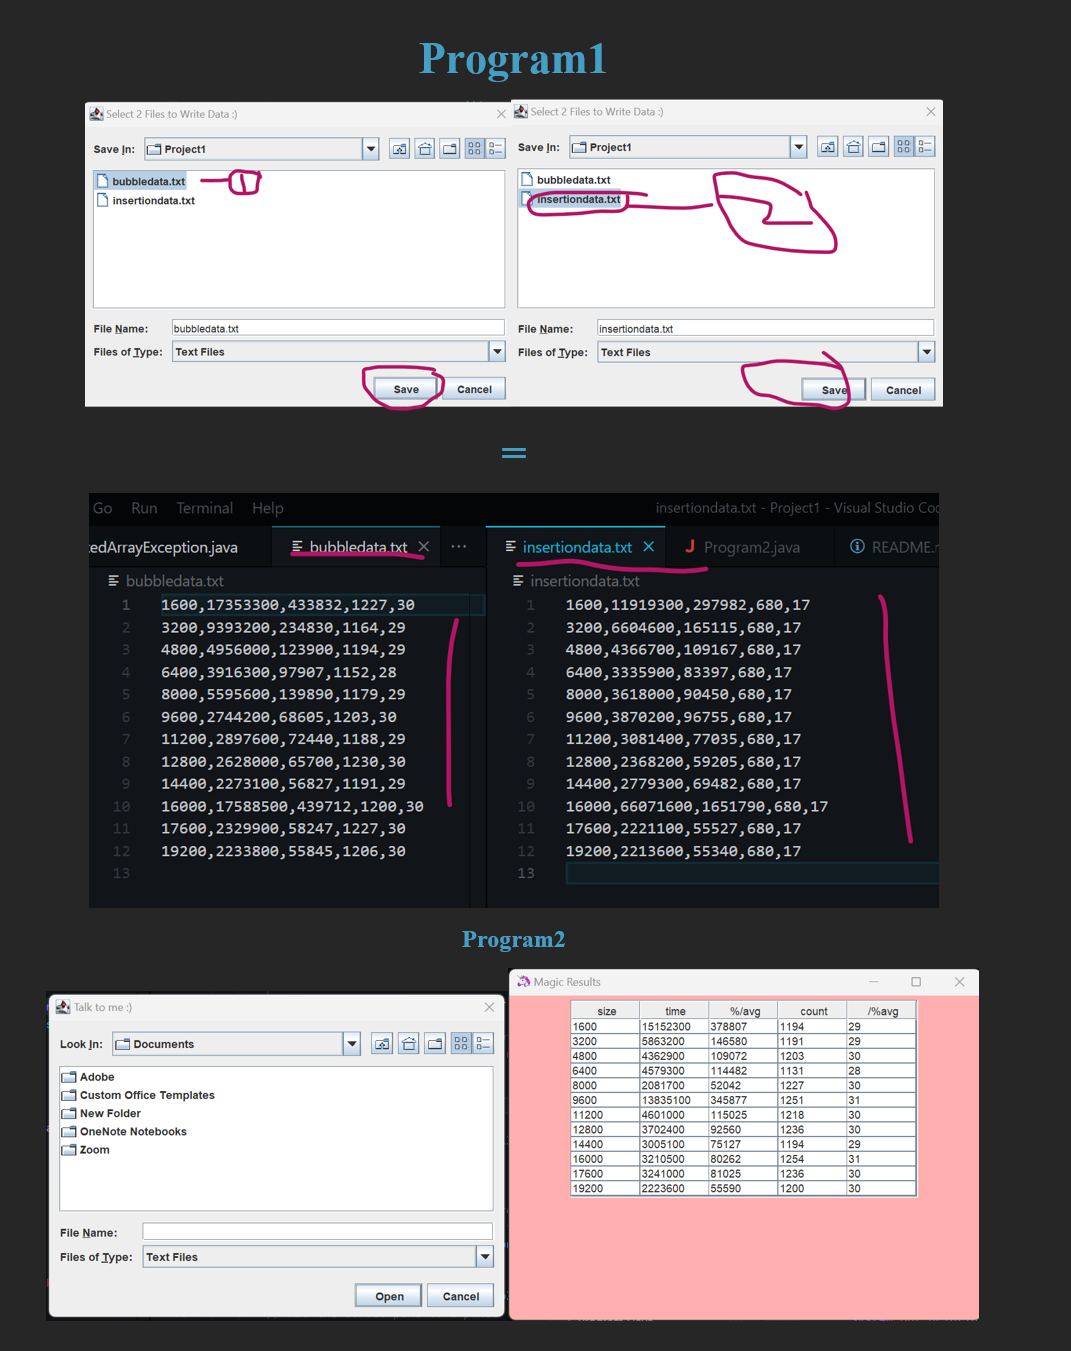 Program1
Select 2 Files to Write Data :)
Save In: Project1
bubbledata.txt
insertiondata.txt
File Name: bubbledata.txt
Files of Type: Text Files
Save Cancel
1
Select 2 Files to Write Data :)
Save In: Project1
bubbledata.txt
insertiondata.txt
File Name: insertiondata.txt
Files of Type: Text Files
Save Cancel
2
=
Go Run Terminal Help insertiondata.txt - Project1 - Visual Studio Co
tedArrayException.java bubbledata.txt ··· insertiondata.txt Program2.java README.
bubbledata.txt
1 1600,17353300,433832,1227,30
2 3200,9393200,234830,1164,29
3 4800,4956000,123900,1194,29
4 6400,3916300,97907,1152,28
5 8000,5595600,139890,1179,29
6 9600,2744200,68605,1203,30
7 11200,2897600,72440,1188,29
8 12800,2628000,65700,1230,30
9 14400,2273100,56827,1191,29
10 16000,17588500,439712,1200,30
11 17600,2329900,58247,1227,30
12 19200,2233800,55845,1206,30
13
insertiondata.txt
1 1600,11919300,297982,680,17
2 3200,6604600,165115,680,17
3 4800,4366700,109167,680,17
4 6400,3335900,83397,680,17
5 8000,3618000,90450,680,17
6 9600,3870200,96755,680,17
7 11200,3081400,77035,680,17
8 12800,2368200,59205,680,17
9 14400,2779300,69482,680,17
10 16000,66071600,1651790,680,17
11 17600,2221100,55527,680,17
12 19200,2213600,55340,680,17
13
Program2
Talk to me :)
Look In: Documents
Adobe
Custom Office Templates
New Folder
OneNote Notebooks
Zoom
File Name:
Files of Type: Text Files
Open Cancel
Magic Results
size time %/avg count /%avg
1600 15152300 378807 1194 29
3200 5863200 146580 1191 29
4800 4362900 109072 1203 30
6400 4579300 114482 1131 28
8000 2081700 52042 1227 30
9600 13835100 345877 1251 31
11200 4601000 115025 1218 30
12800 3702400 92560 1236 30
14400 3005100 75127 1194 29
16000 3210500 80262 1254 31
17600 3241000 81025 1236 30
19200 2223600 55590 1200 30